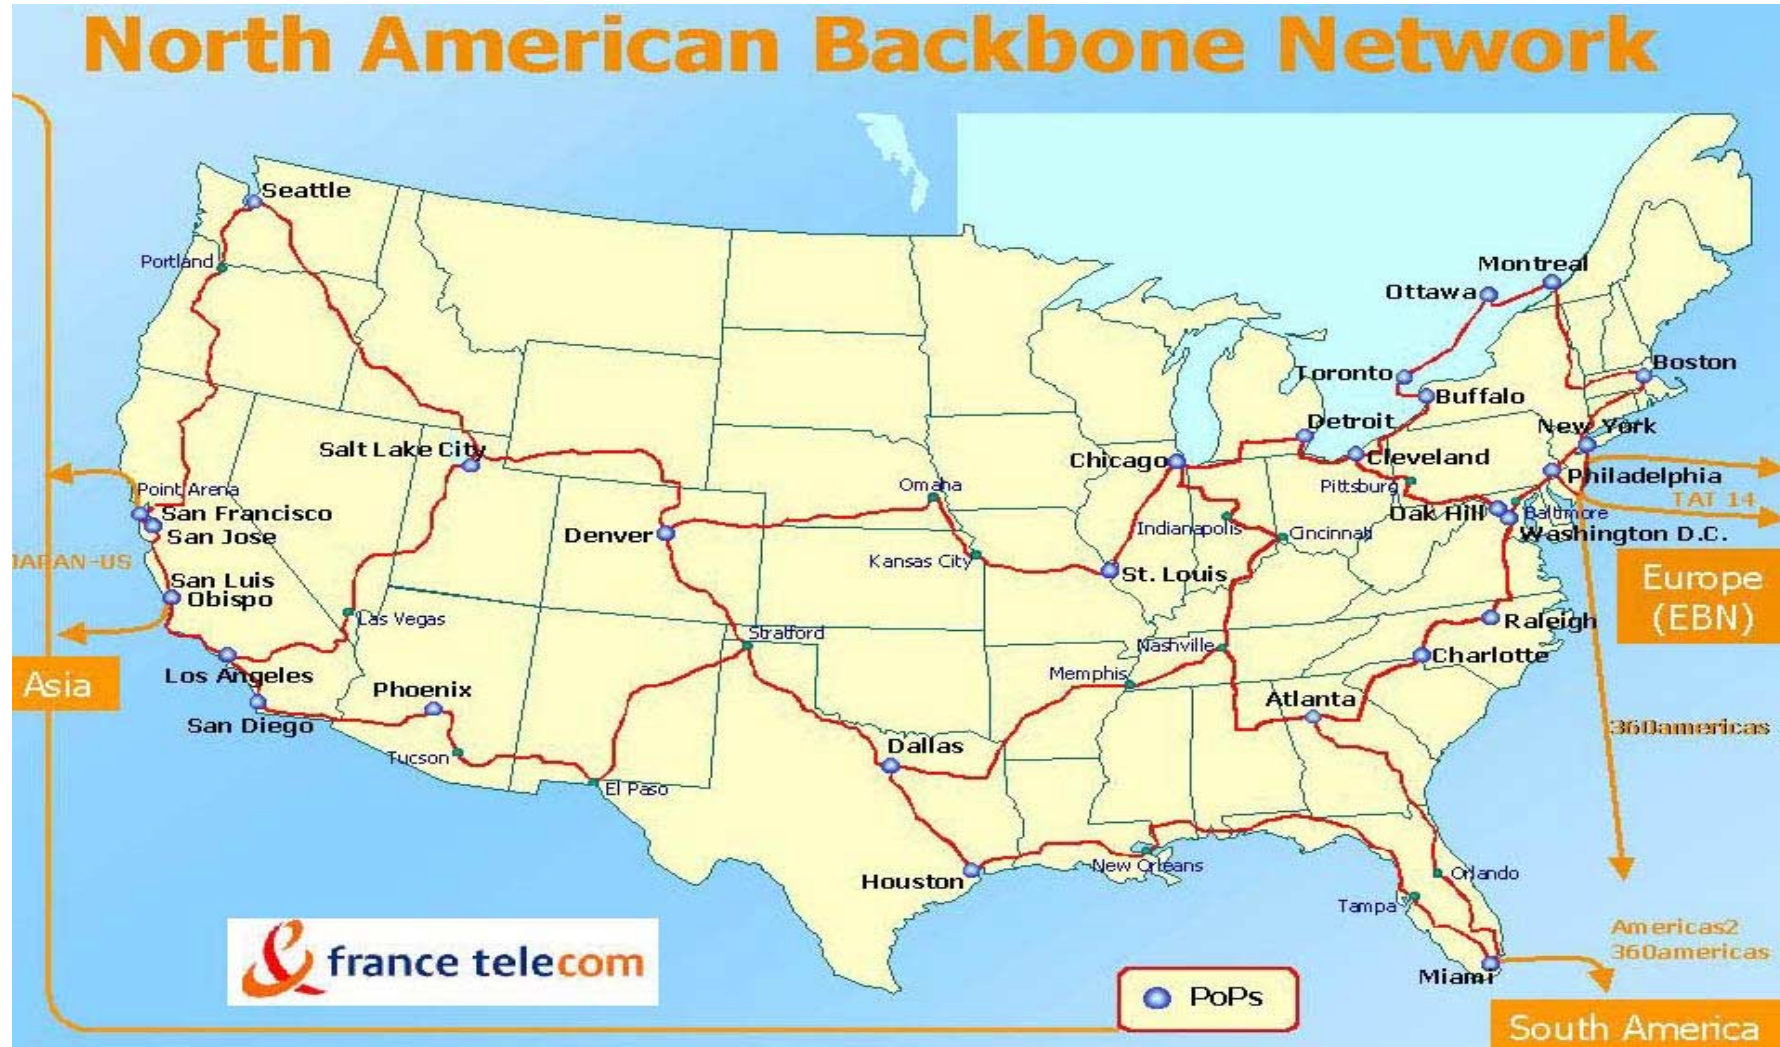 North American Backbone Network
Seattle
Portland
Montreal
Ottawa
Boston
Toronto
Buffalo
Detroit
New York
Salt Lake City
Chicago
Cleveland
Philadelphia
Point Arena
Omaha
Pittsburg
TAT 14
San Francisco
Oak Hill
Baltimore
San Jose
Denver
Indianapolis
Cincinnati
Washington D.C.
JAPAN-US
Kansas City
St. Louis
Europe
(EBN)
San Luis
Obispo
Las Vegas
Stratford
Nashville
Raleigh
Charlotte
Los Angeles
Memphis
Asia
Phoenix
Atlanta
San Diego
360americas
Tucson
Dallas
El Paso
New Orleans
Houston
Orlando
Tampa
Americas2
360americas
france telecom
Miami
PoPs
South America